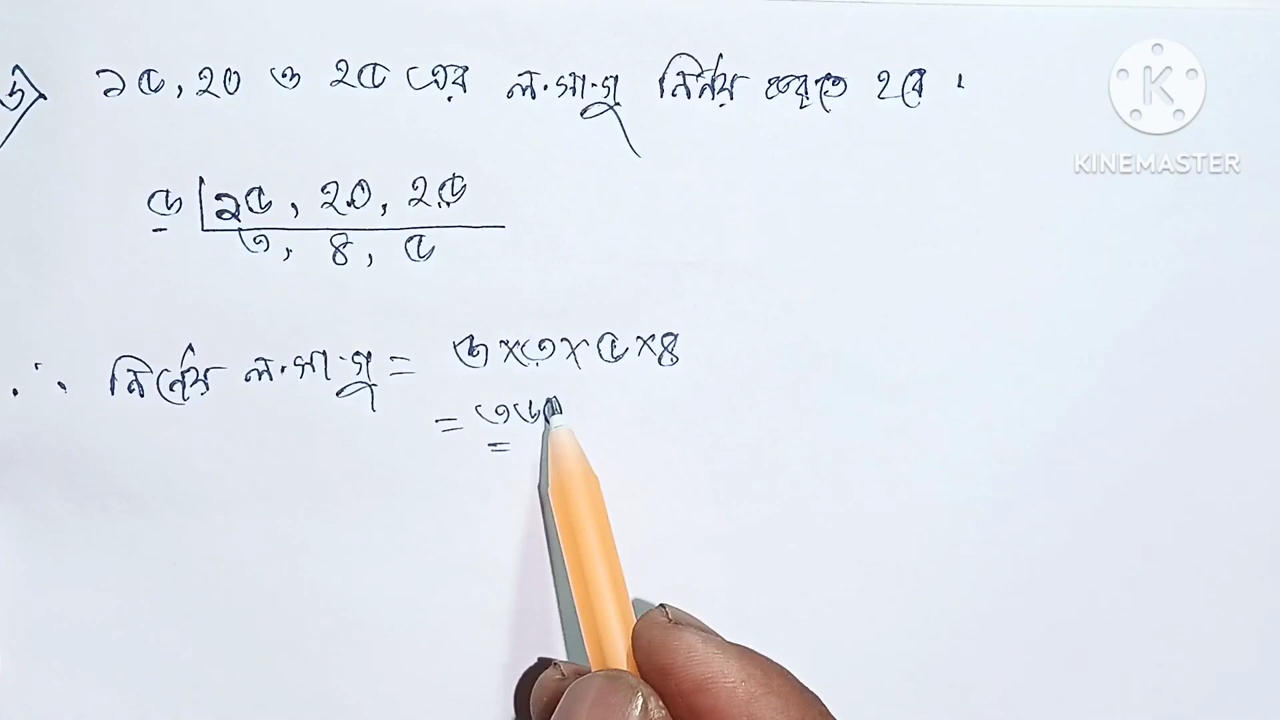 ৩) ১৫, ২০ ও ২৫ এর ল.সা.গু নির্ণয় করতে হবে ।
KINEMASTER
৫ | ১৫, ২০, ২৫
৩, ৪, ৫
∴ নির্ণেয় ল.সা.গু = ৫×৩×৫×৪
= ৩০০